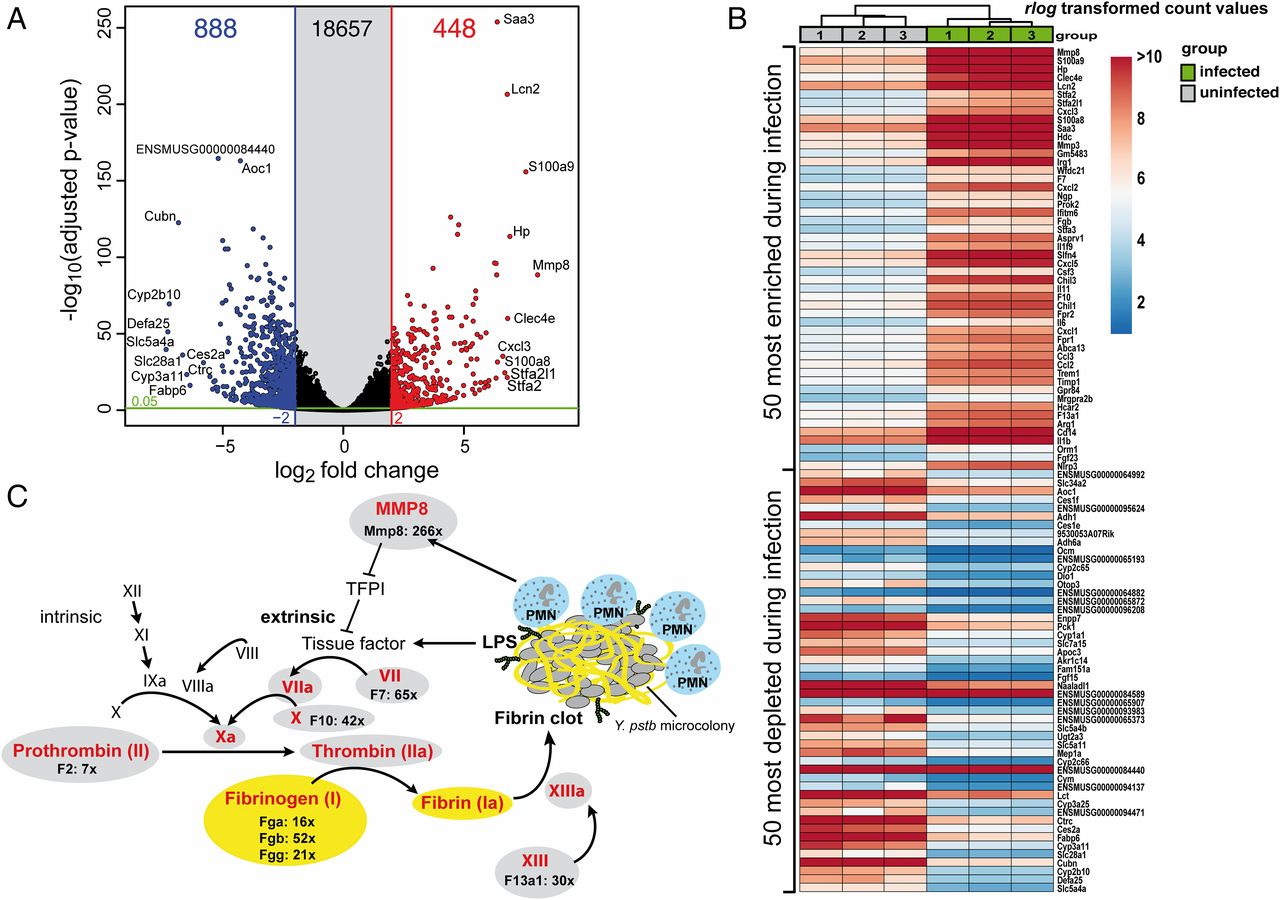 A
888
18657
448
250
200
150
100
50
0
-log10(adjusted p-value)
Saa3
Lcn2
S100a9
Hp
Mmp8
Clec4e
Cxcl3
S100a8
Stfa2l1
Stfa2
ENSMUSG00000084440
Aoc1
Cubn
Cyp2b10
Defa25
Slc5a4a
Slc28a1
Ces2a
Cyp3a11
Ctrc
Fabp6
0.05
−2
2
−5
0
5
log2 fold change
B
rlog transformed count values
1 2 3 1 2 3 group
>10
8
6
4
2
group
infected
uninfected
50 most enriched during infection
Mmp8
S100a9
Hp
Clec4e
Lcn2
Stfa2
Stfa2l1
Cxcl3
S100a8
Saa3
Hdc
Mmp3
Gm5483
Irg1
Wfdc21
F7
Cxcl2
Ngp
Prok2
Ifitm6
Fgb
Stfa3
Asprv1
Il1f9
Slfn4
Cxcl5
Csf3
Chil3
Il11
F10
Chil1
Fpr2
Il6
Cxcl1
Fpr1
Abca13
Ccl3
Ccl2
Trem1
Timp1
Gpr84
Mrgpra2b
Hcar2
F13a1
Arg1
Cd14
Il1b
Orm1
Fgf23
Nlrp3
50 most depleted during infection
ENSMUSG00000064992
Slc34a2
Aoc1
Ces1f
ENSMUSG00000095624
Adh1
Ces1e
9530053A07Rik
Adh6a
Ocm
ENSMUSG00000065193
Cyp2c65
Dio1
Otop3
ENSMUSG00000064882
ENSMUSG00000065872
ENSMUSG00000096208
Enpp7
Pck1
Cyp1a1
Slc7a15
Apoc3
Akr1c14
Fam151a
Fgf15
Naaladl1
ENSMUSG00000084589
ENSMUSG00000065907
ENSMUSG00000093983
ENSMUSG00000065373
Slc5a4b
Ugt2a3
Slc5a11
Mep1a
Cyp2c66
ENSMUSG00000084440
Cym
ENSMUSG00000094137
Lct
Cyp3a25
ENSMUSG00000094471
Ctrc
Ces2a
Fabp6
Cyp3a11
Slc28a1
Cubn
Cyp2b10
Defa25
Slc5a4a
C
MMP8
Mmp8: 266x
TFPI
XII
intrinsic
extrinsic
XI
Tissue factor
LPS
PMN
PMN
PMN
PMN
VIII
IXa
VIIIa
VIIa
VII
F7: 65x
X
X
F10: 42x
Xa
Fibrin clot
Y. pstb microcolony
Prothrombin (II)
F2: 7x
Thrombin (IIa)
Fibrinogen (I)
Fga: 16x
Fgb: 52x
Fgg: 21x
Fibrin (Ia)
XIIIa
XIII
F13a1: 30x